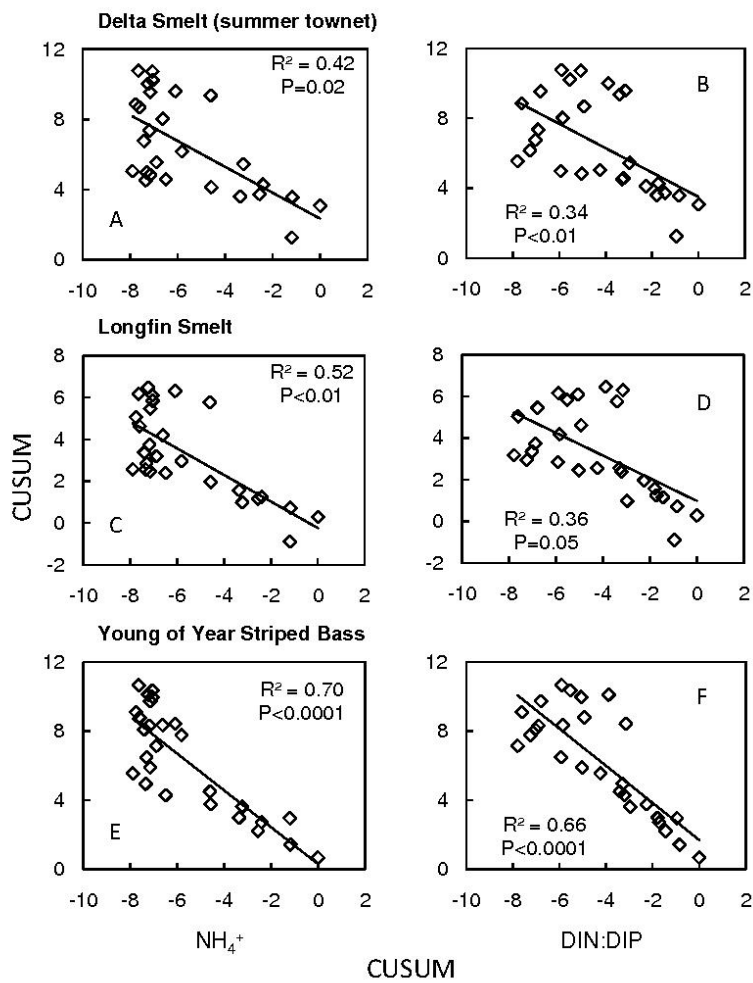 Delta Smelt (summer townet)
12
8
4
0
R² = 0.42
P=0.02
A
-10 -8 -6 -4 -2 0 2
12
8
4
0
B
R² = 0.34
P<0.01
-10 -8 -6 -4 -2 0 2
Longfin Smelt
8
6
4
2
0
-2
R² = 0.52
P<0.01
C
-10 -8 -6 -4 -2 0 2
8
6
4
2
0
-2
D
R² = 0.36
P=0.05
-10 -8 -6 -4 -2 0 2
CUSUM
Young of Year Striped Bass
12
8
4
0
R² = 0.70
P<0.0001
E
-10 -8 -6 -4 -2 0 2
NH₄⁺
12
8
4
0
F
R² = 0.66
P<0.0001
-10 -8 -6 -4 -2 0 2
DIN:DIP
CUSUM